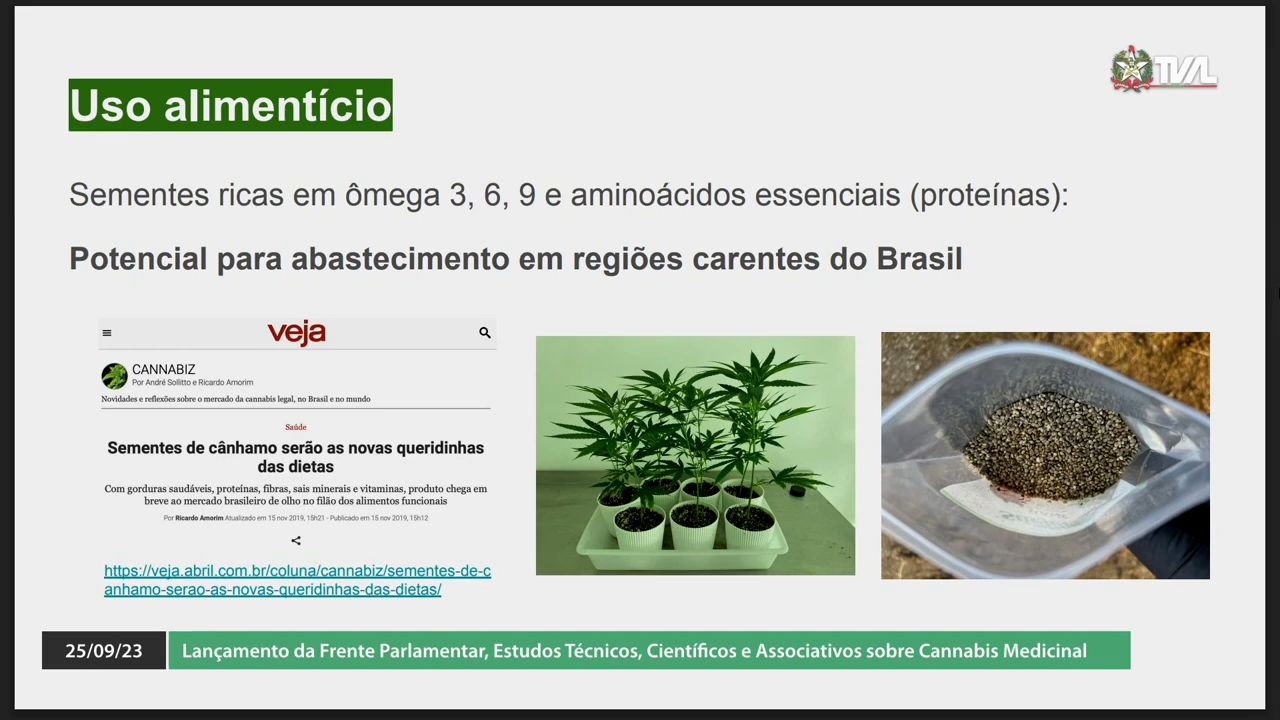 TVAL
Uso alimentício
Sementes ricas em ômega 3, 6, 9 e aminoácidos essenciais (proteínas):
Potencial para abastecimento em regiões carentes do Brasil
veja
CANNABIZ
Por André Sollitto e Ricardo Amorim
Novidades e reflexões sobre o mercado da cannabis legal, no Brasil e no mundo
Saúde
Sementes de cânhamo serão as novas queridinhas
das dietas
Com gorduras saudáveis, proteínas, fibras, sais minerais e vitaminas, produto chega em
breve ao mercado brasileiro de olho no filão dos alimentos funcionais
Por Ricardo Amorim Atualizado em 15 nov 2019, 15h21 - Publicado em 15 nov 2019, 15h12
https://veja.abril.com.br/coluna/cannabiz/sementes-de-c
anhamo-serao-as-novas-queridinhas-das-dietas/
25/09/23 Lançamento da Frente Parlamentar, Estudos Técnicos, Científicos e Associativos sobre Cannabis Medicinal